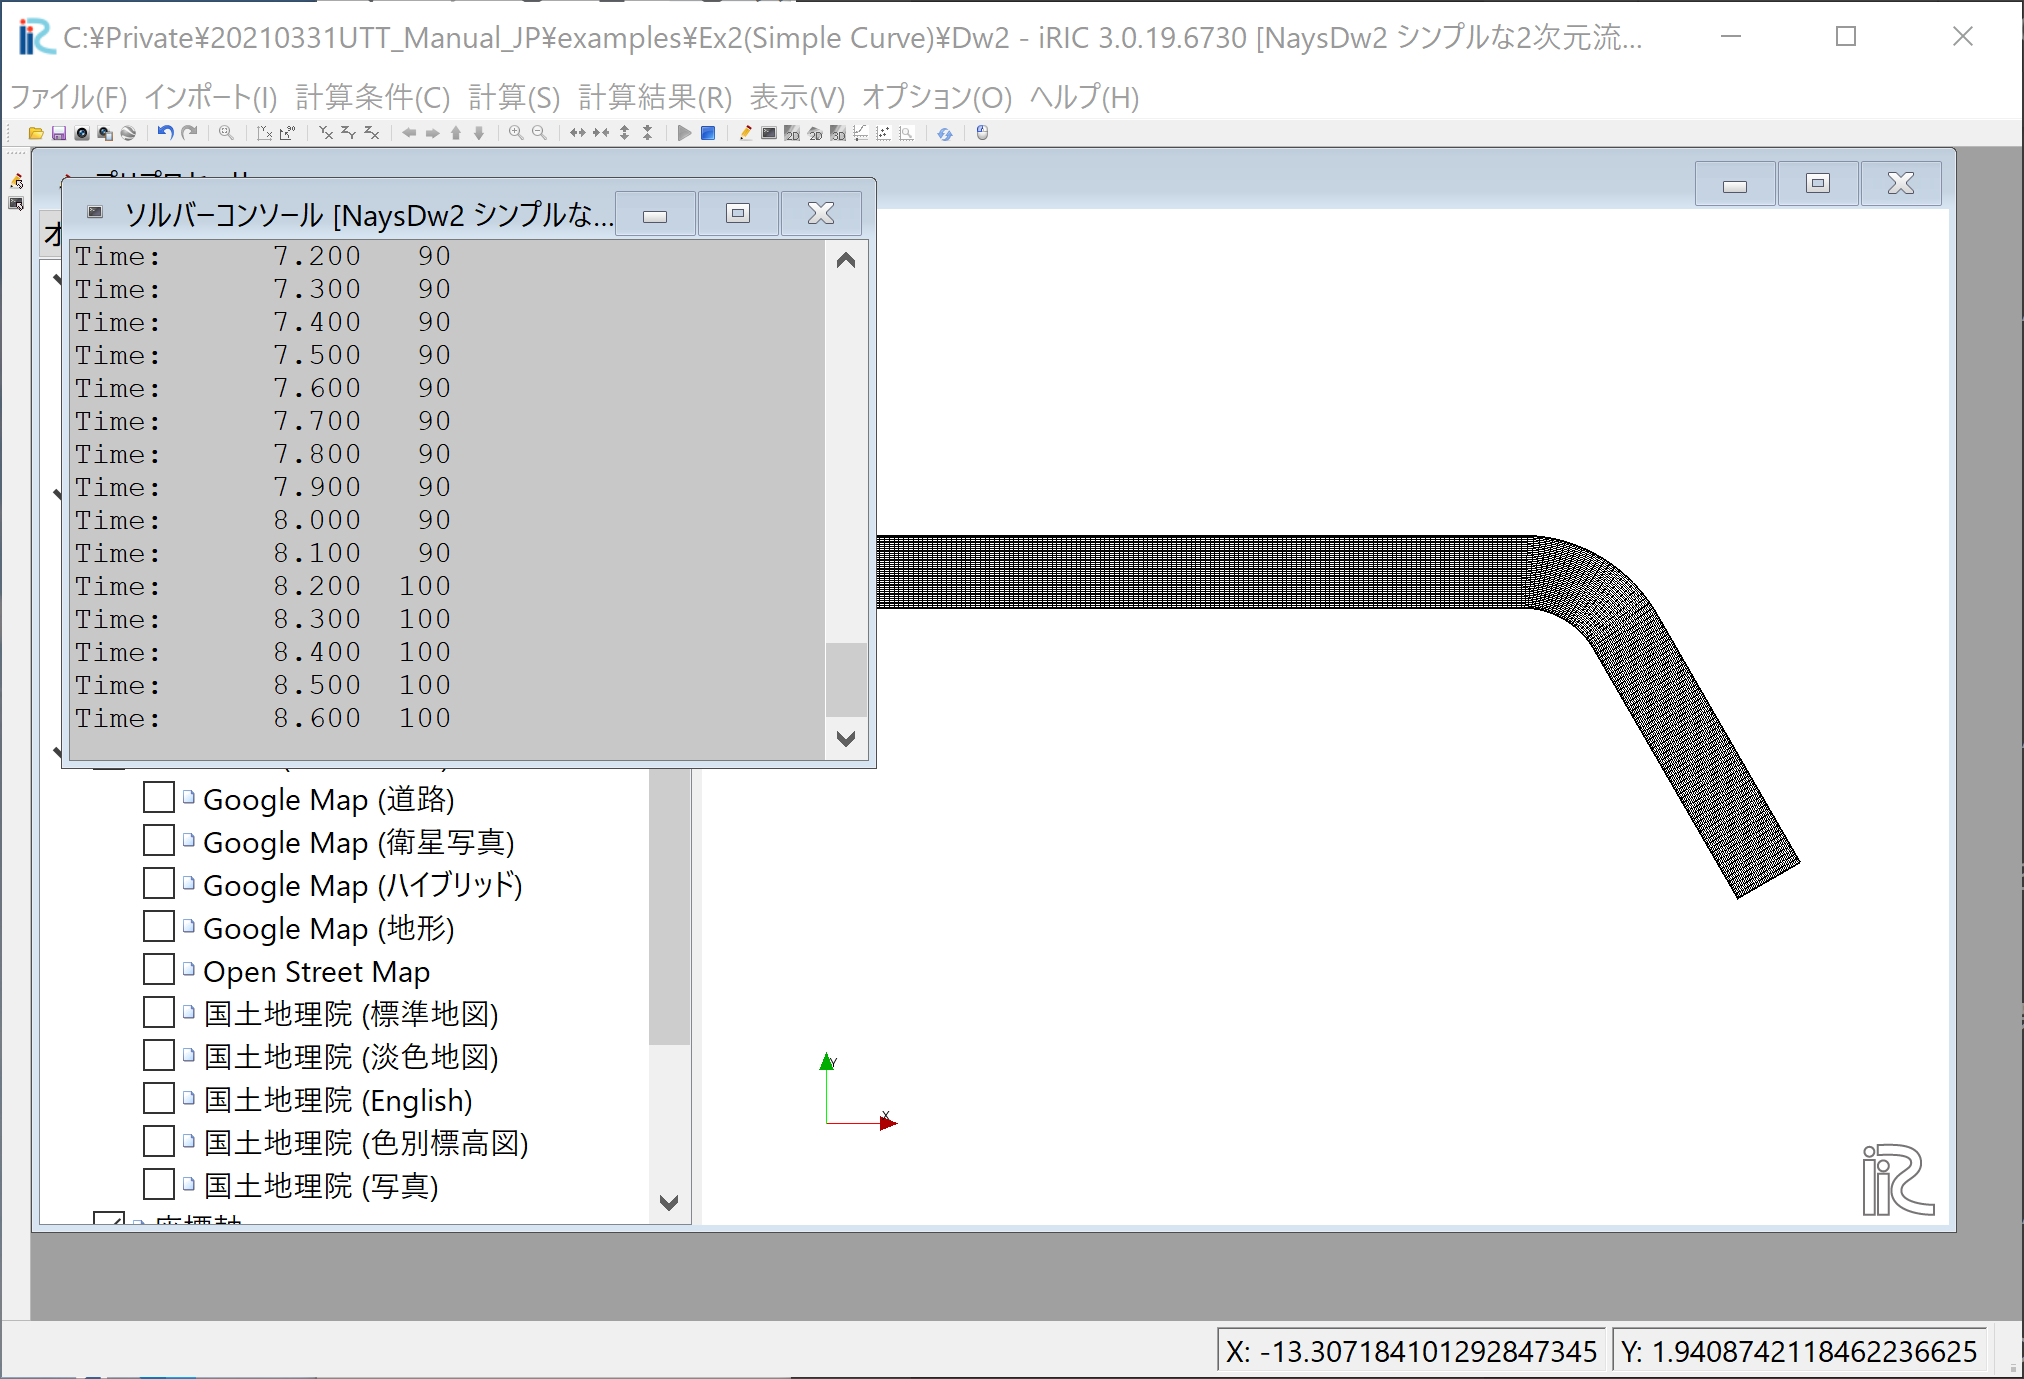 C:¥Private¥20210331UTT_Manual_JP¥examples¥Ex2(Simple Curve)¥Dw2 - iRIC 3.0.19.6730 [NaysDw2 シンプルな2次元流...
ファイル(F) インポート(I) 計算条件(C) 計算(S) 計算結果(R) 表示(V) オプション(O) ヘルプ(H)
ソルバーコンソール [NaysDw2 シンプルな...
Time: 7.200 90
Time: 7.300 90
Time: 7.400 90
Time: 7.500 90
Time: 7.600 90
Time: 7.700 90
Time: 7.800 90
Time: 7.900 90
Time: 8.000 90
Time: 8.100 90
Time: 8.200 100
Time: 8.300 100
Time: 8.400 100
Time: 8.500 100
Time: 8.600 100
Google Map (道路)
Google Map (衛星写真)
Google Map (ハイブリッド)
Google Map (地形)
Open Street Map
国土地理院 (標準地図)
国土地理院 (淡色地図)
国土地理院 (English)
国土地理院 (色別標高図)
国土地理院 (写真)
Y
X
iRIC
X: -13.307184101292847345
Y: 1.9408742118462236625